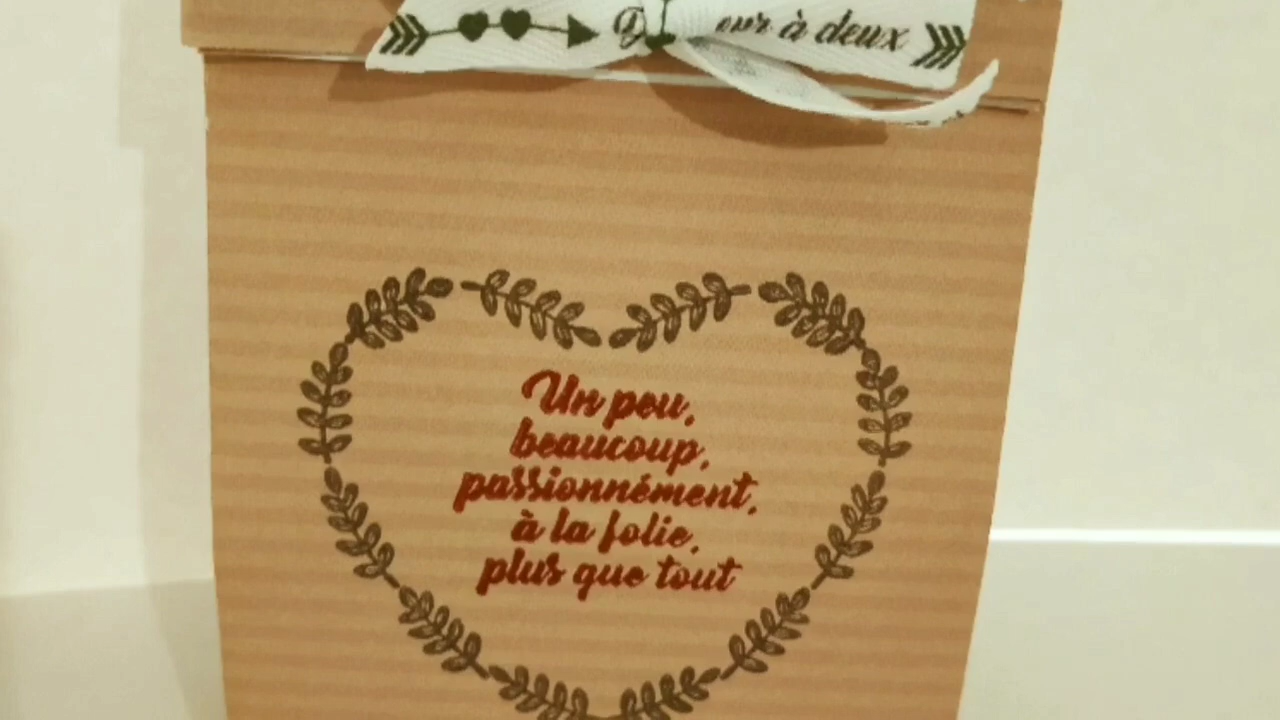 à deux
Un peu,
beaucoup,
passionnément,
à la folie,
plus que tout